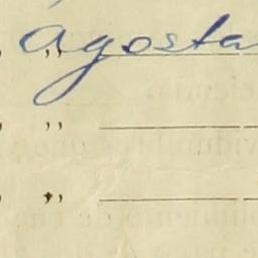 , ,, agosta
, ,,
, ,,